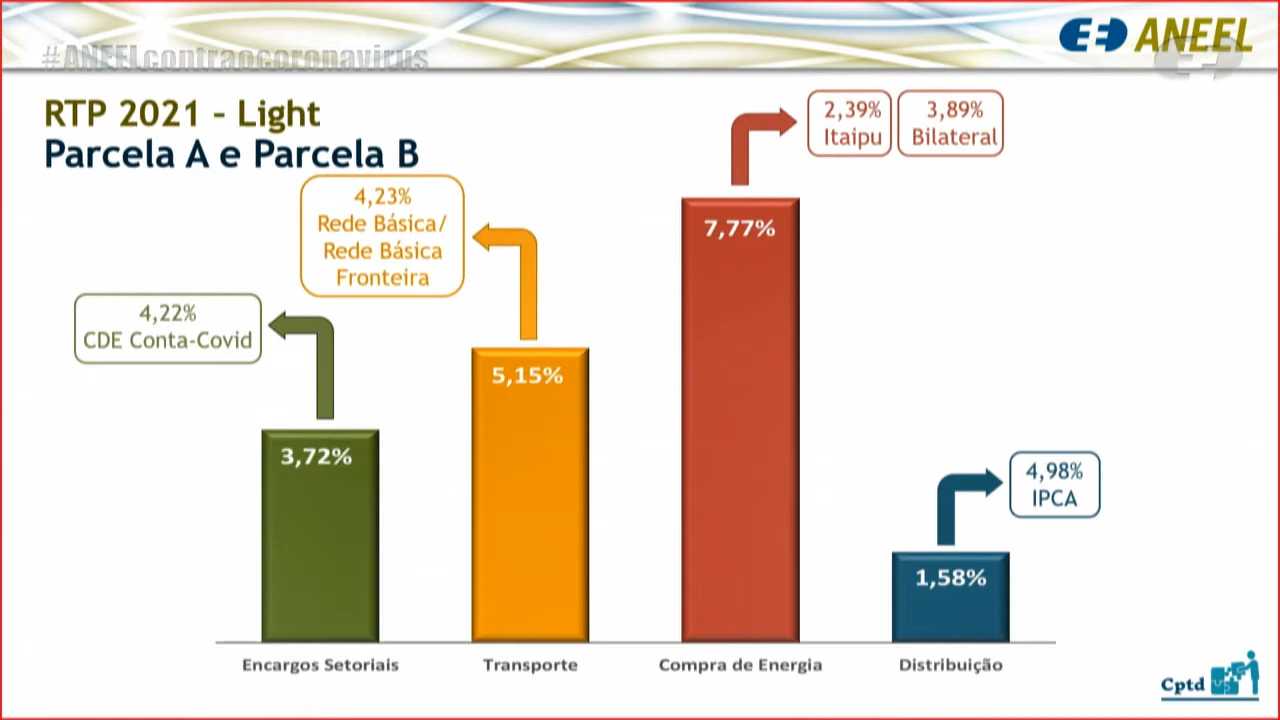 #ANEELcontraocoronavirus
ANEEL
RTP 2021 – Light
Parcela A e Parcela B
2,39%
Itaipu
3,89%
Bilateral
4,23%
Rede Básica/
Rede Básica
Fronteira
7,77%
4,22%
CDE Conta-Covid
5,15%
3,72%
4,98%
IPCA
1,58%
Encargos Setoriais
Transporte
Compra de Energia
Distribuição
Cptd